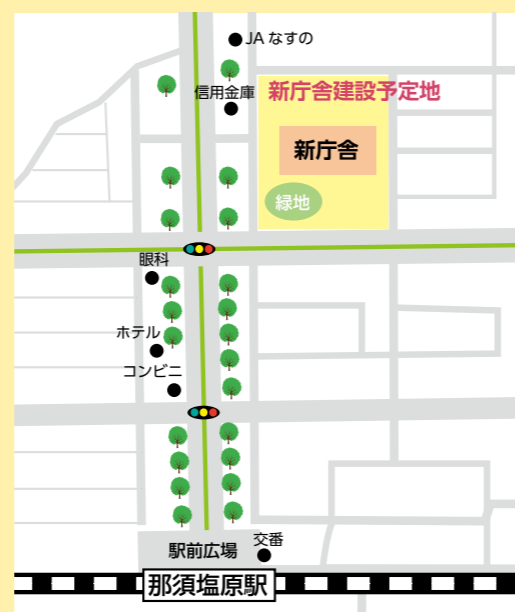 JAなすの
信用金庫
新庁舎建設予定地
新庁舎
緑地
眼科
ホテル
コンビニ
駅前広場
交番
那須塩原駅